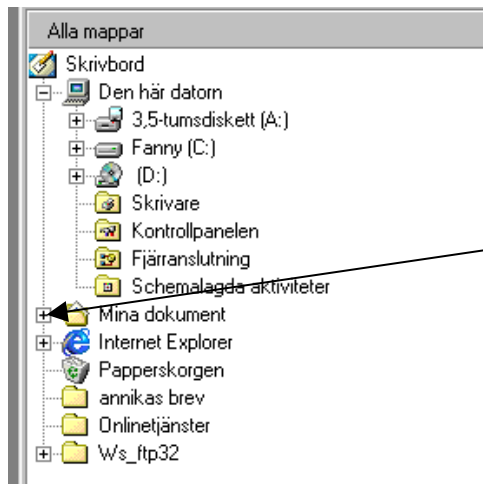 Alla mappar
Skrivbord
Den här datorn
3,5-tumsdiskett (A:)
Fanny (C:)
(D:)
Skrivare
Kontrollpanelen
Fjärranslutning
Schemalagda aktiviteter
Mina dokument
Internet Explorer
Papperskorgen
annikas brev
Onlinetjänster
Ws_ftp32